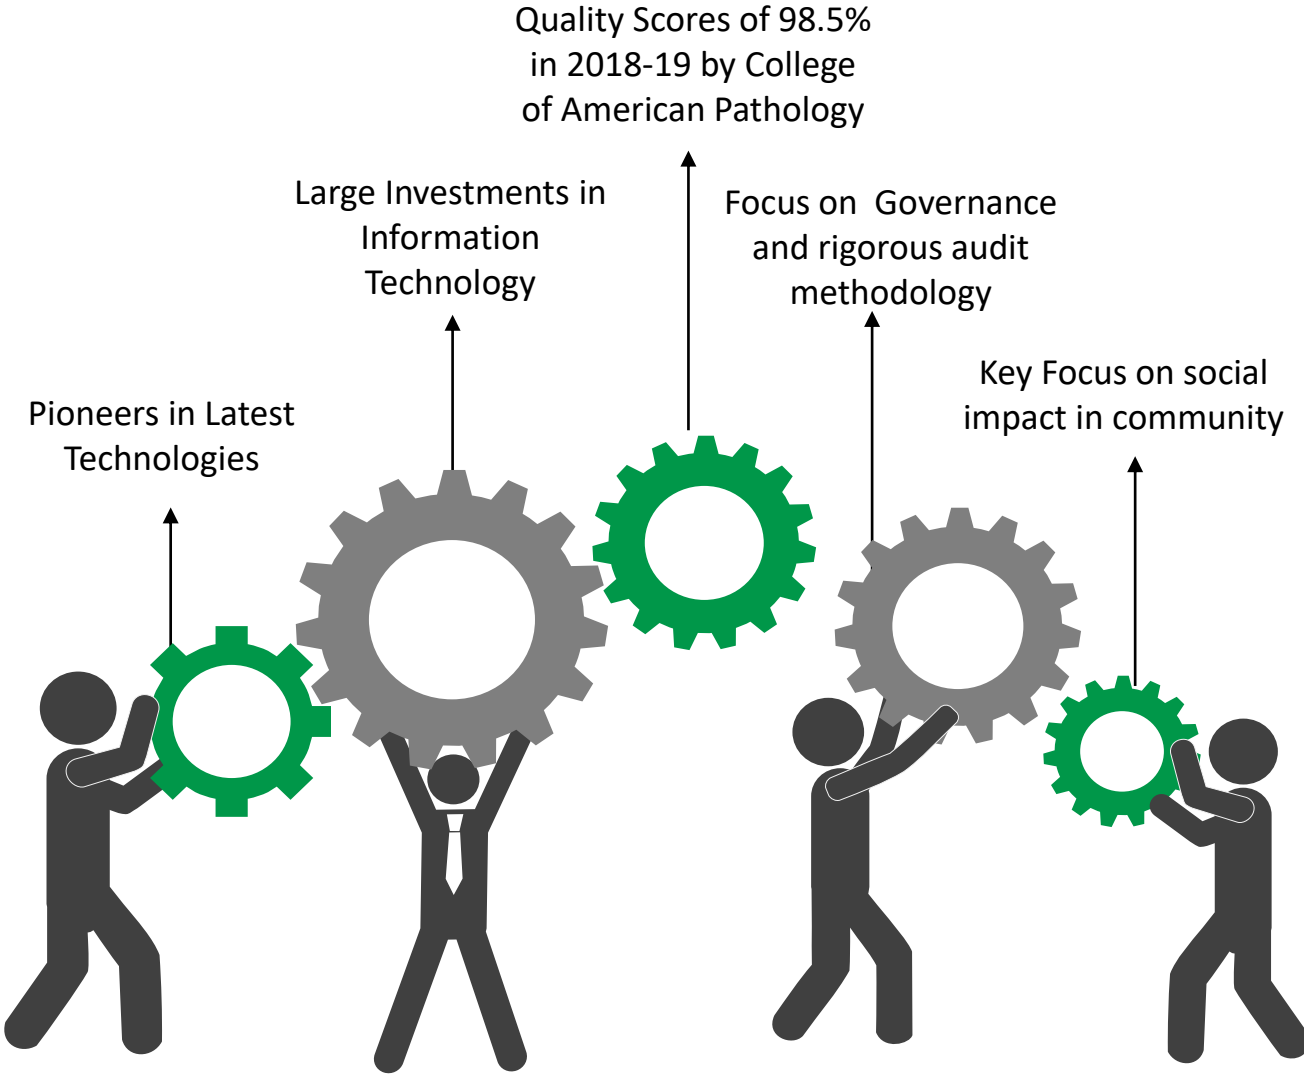 Quality Scores of 98.5%
in 2018-19 by College
of American Pathology
Large Investments in
Information
Technology
Focus on  Governance
and rigorous audit
methodology
Key Focus on social
impact in community
Pioneers in Latest
Technologies